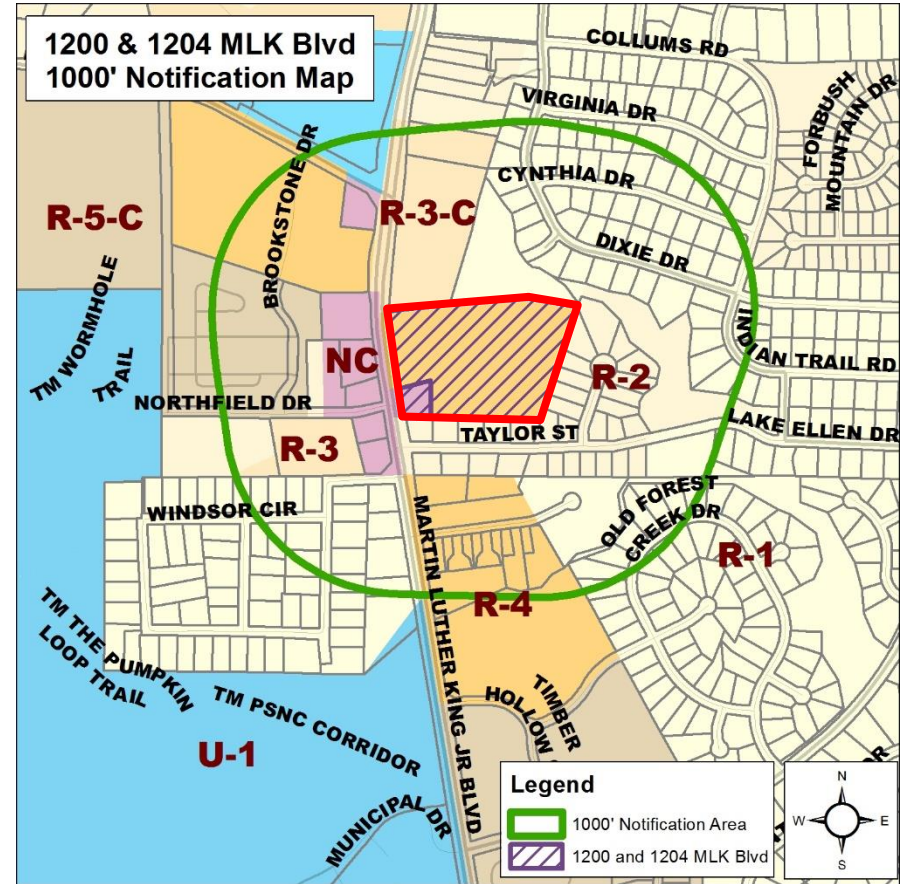 1200 & 1204 MLK Blvd
1000' Notification Map
COLLUMS RD
VIRGINIA DR
FORBUSH
MOUNTAIN DR
CYNTHIA DR
BROOKSTONE DR
R-3-C
R-5-C
DIXIE DR
TM WORMHOLE
TRAIL
INDIAN TRAIL RD
NC
R-2
NORTHFIELD DR
LAKE ELLEN DR
TAYLOR ST
R-3
WINDSOR CIR
OLD FOREST
CREEK DR
R-1
MARTIN LUTHER KING JR BLVD
R-4
TM THE PUMPKIN
LOOP TRAIL
TM PSNC CORRIDOR
TIMBER
HOLLOW
U-1
MUNICIPAL DR
Legend
1000' Notification Area
1200 and 1204 MLK Blvd
N
W
E
S